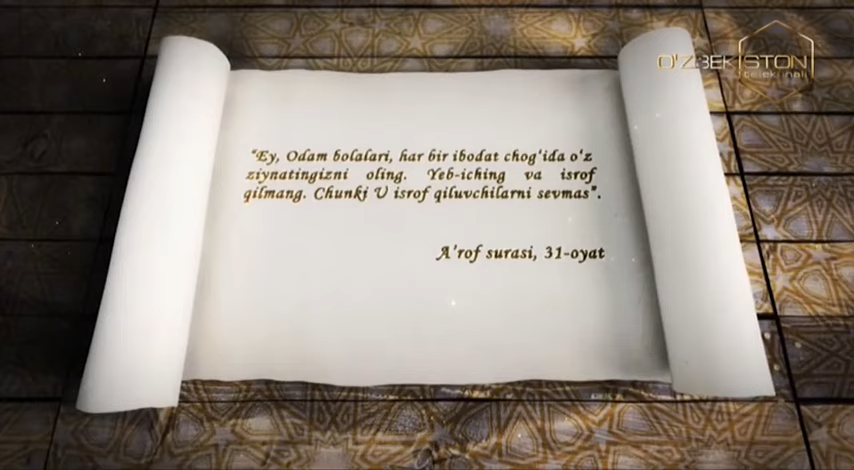 O'ZBEKISTON
telekanali
“Ey, Odam bolalari, har bir ibodat chog‘ida o‘z
ziynatingizni oling. Yeb-iching va isrof
qilmang. Chunki U isrof qiluvchilarni sevmas”.
A’rof surasi, 31-oyat